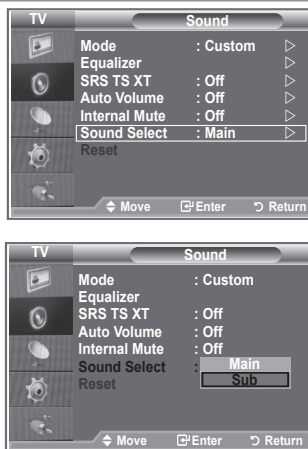 TV Sound
Mode : Custom
Equalizer
SRS TS XT : Off
Auto Volume : Off
Internal Mute : Off
Sound Select : Main
Reset
Move Enter Return
TV Sound
Mode : Custom
Equalizer
SRS TS XT : Off
Auto Volume : Off
Internal Mute : Off
Sound Select : Main
Reset Sub
Move Enter Return